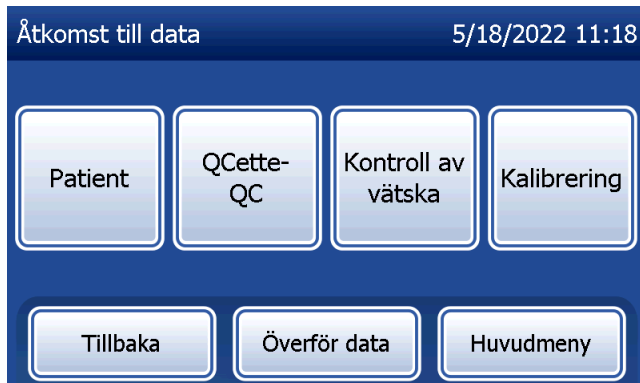 Åtkomst till data 5/18/2022 11:18
Patient
QCette-
QC
Kontroll av
vätska
Kalibrering
Tillbaka
Överför data
Huvudmeny